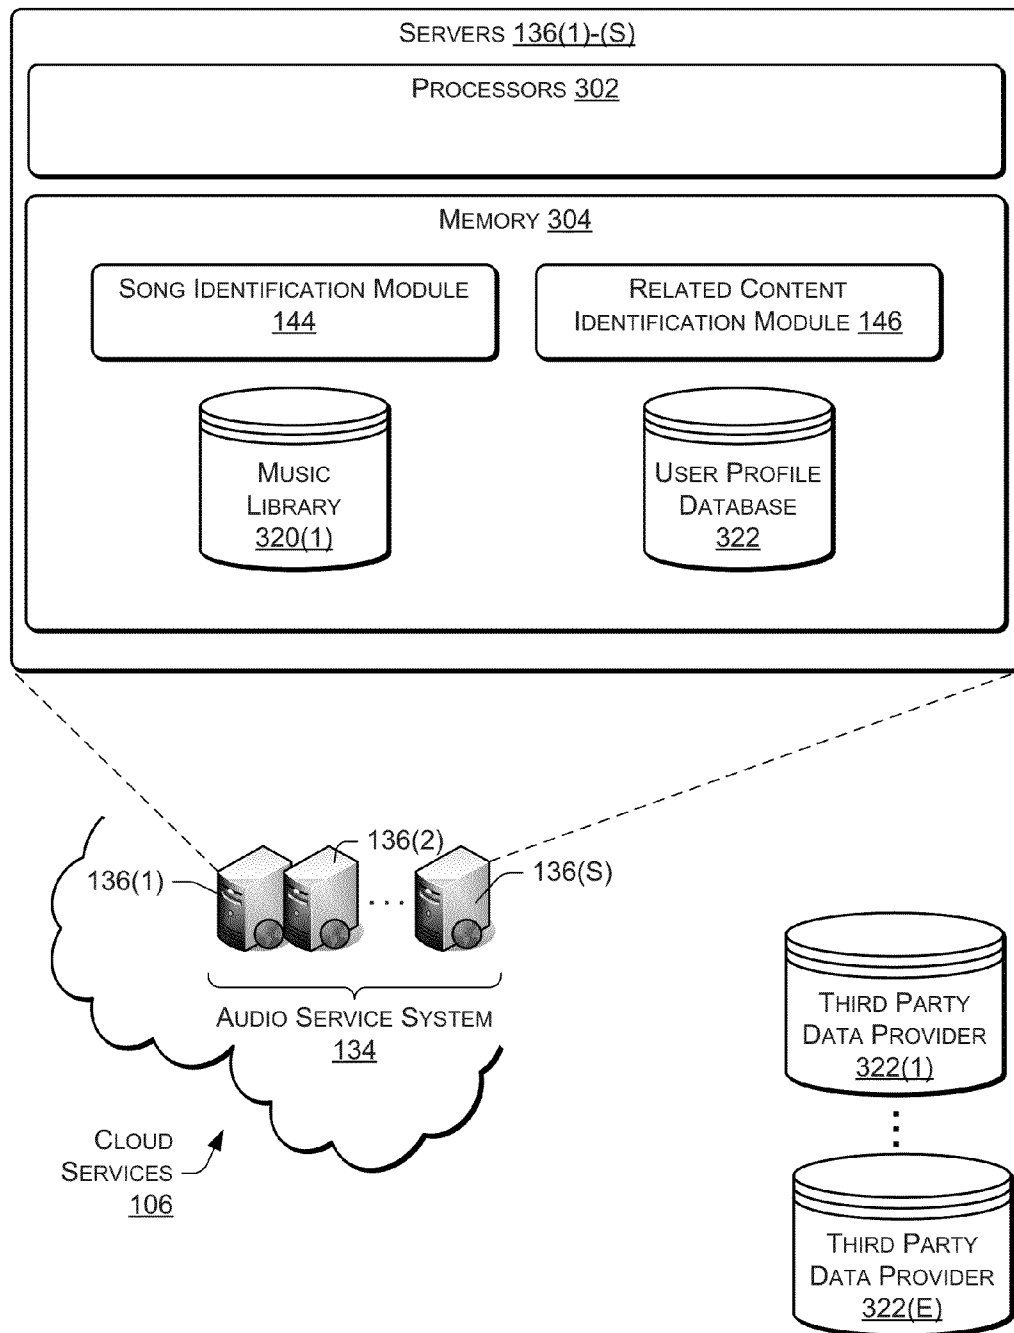 SERVERS 136(1)-(S)
PROCESSORS 302
MEMORY 304
SONG IDENTIFICATION MODULE
144
RELATED CONTENT
IDENTIFICATION MODULE 146
MUSIC
LIBRARY
320(1)
USER PROFILE
DATABASE
322
136(1)
136(2)
136(S)
AUDIO SERVICE SYSTEM
134
CLOUD
SERVICES
106
THIRD PARTY
DATA PROVIDER
322(1)
THIRD PARTY
DATA PROVIDER
322(E)